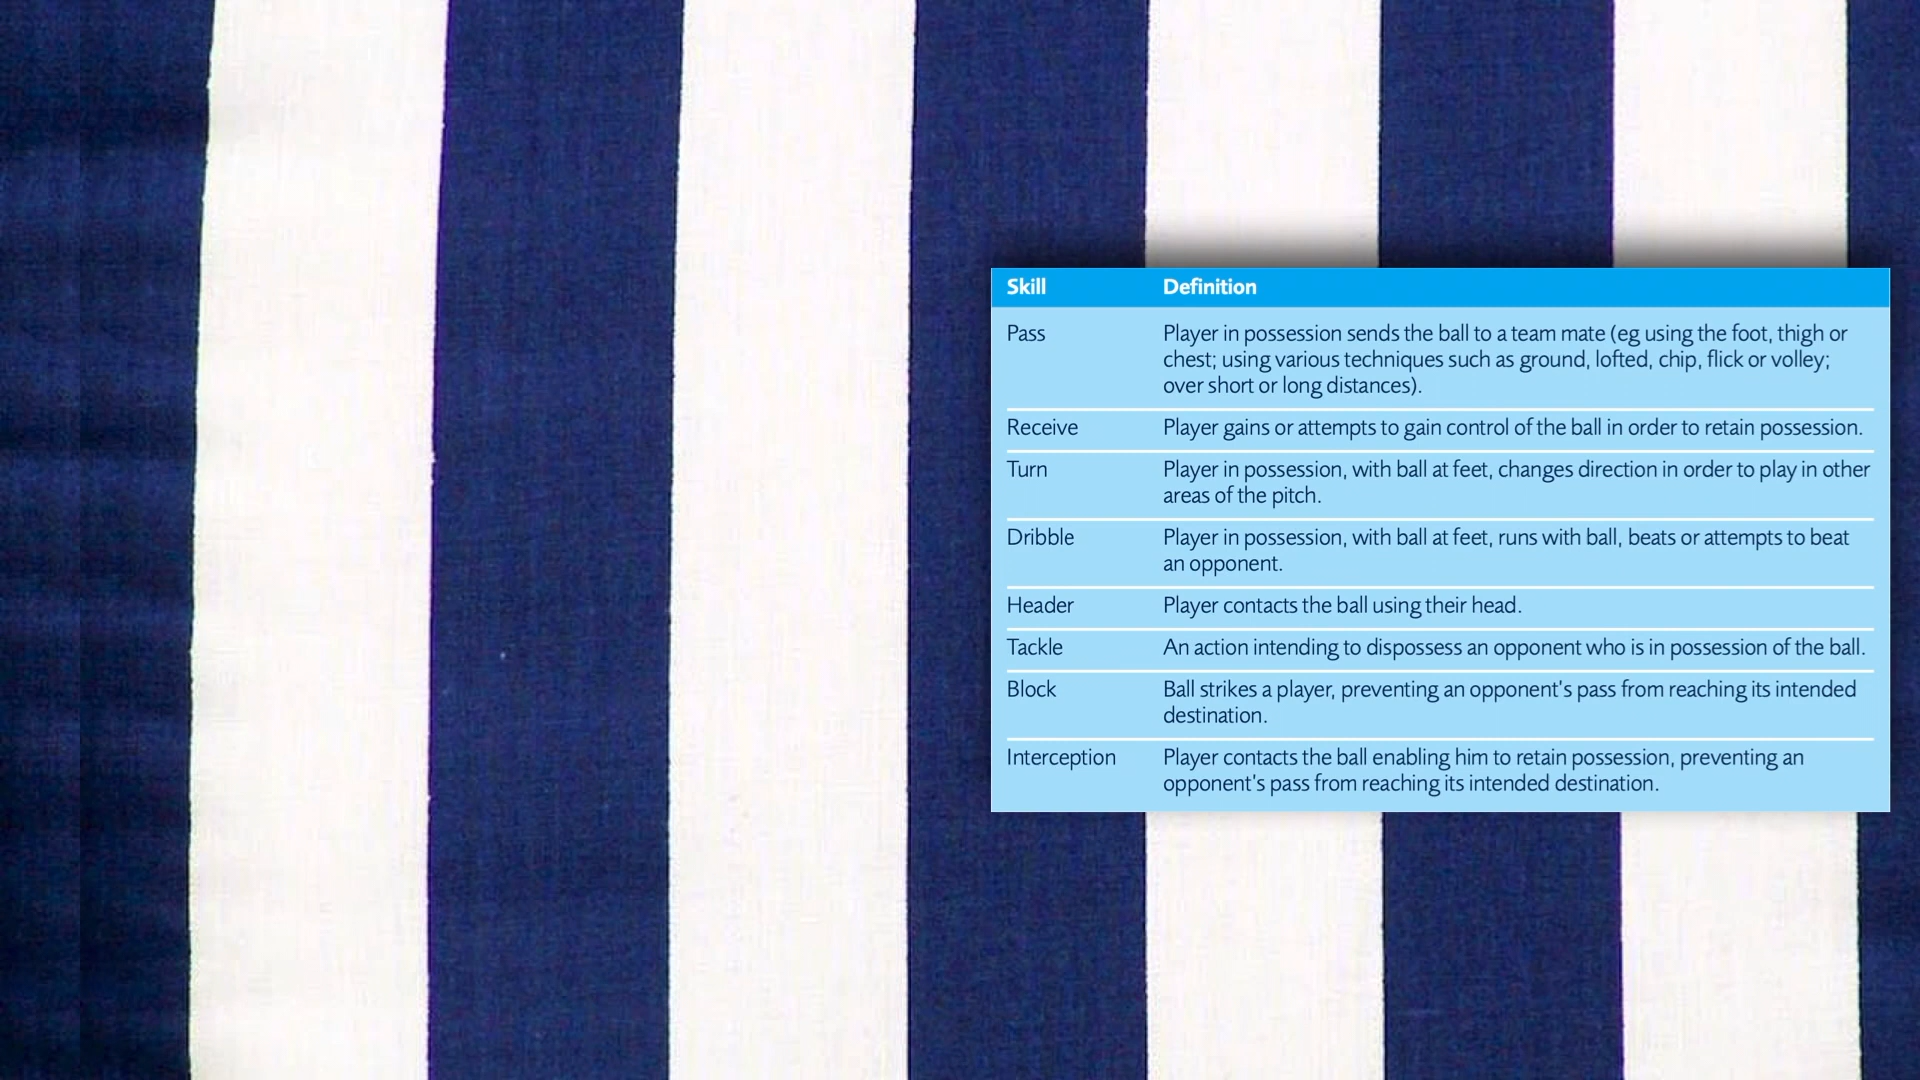 Skill Definition
Pass Player in possession sends the ball to a team mate (eg using the foot, thigh or
chest; using various techniques such as ground, lofted, chip, flick or volley;
over short or long distances).
Receive Player gains or attempts to gain control of the ball in order to retain possession.
Turn Player in possession, with ball at feet, changes direction in order to play in other
areas of the pitch.
Dribble Player in possession, with ball at feet, runs with ball, beats or attempts to beat
an opponent.
Header Player contacts the ball using their head.
Tackle An action intending to dispossess an opponent who is in possession of the ball.
Block Ball strikes a player, preventing an opponent's pass from reaching its intended
destination.
Interception Player contacts the ball enabling him to retain possession, preventing an
opponent's pass from reaching its intended destination.